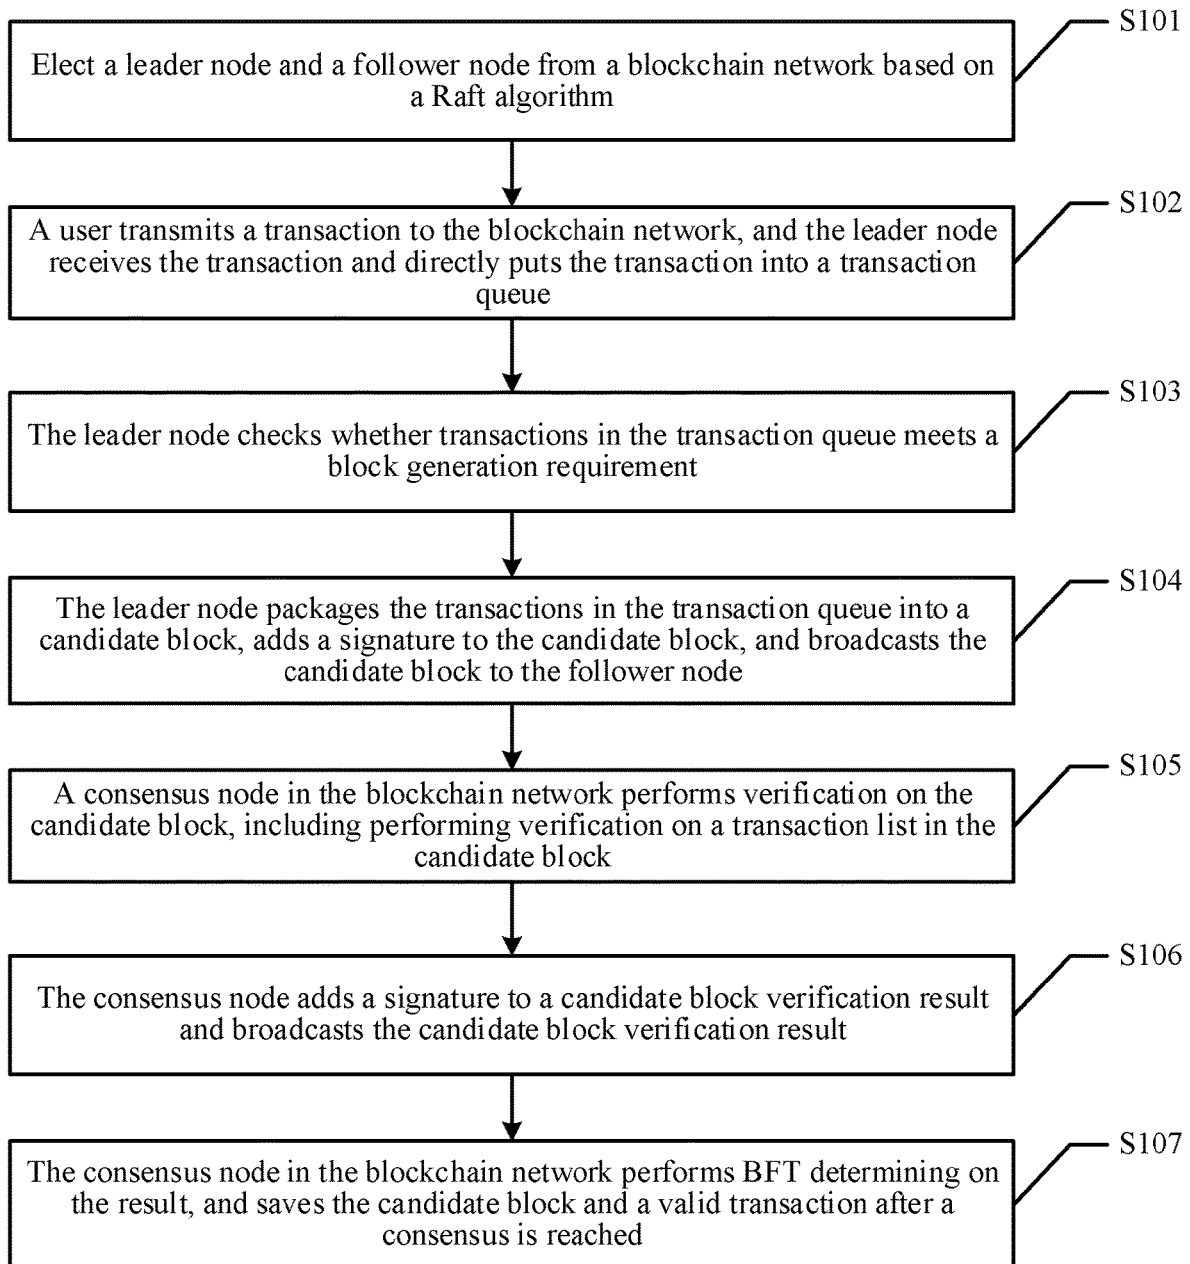 S101
Elect a leader node and a follower node from a blockchain network based on
a Raft algorithm
S102
A user transmits a transaction to the blockchain network, and the leader node
receives the transaction and directly puts the transaction into a transaction
queue
S103
The leader node checks whether transactions in the transaction queue meets a
block generation requirement
S104
The leader node packages the transactions in the transaction queue into a
candidate block, adds a signature to the candidate block, and broadcasts the
candidate block to the follower node
S105
A consensus node in the blockchain network performs verification on the
candidate block, including performing verification on a transaction list in the
candidate block
S106
The consensus node adds a signature to a candidate block verification result
and broadcasts the candidate block verification result
S107
The consensus node in the blockchain network performs BFT determining on
the result, and saves the candidate block and a valid transaction after a
consensus is reached